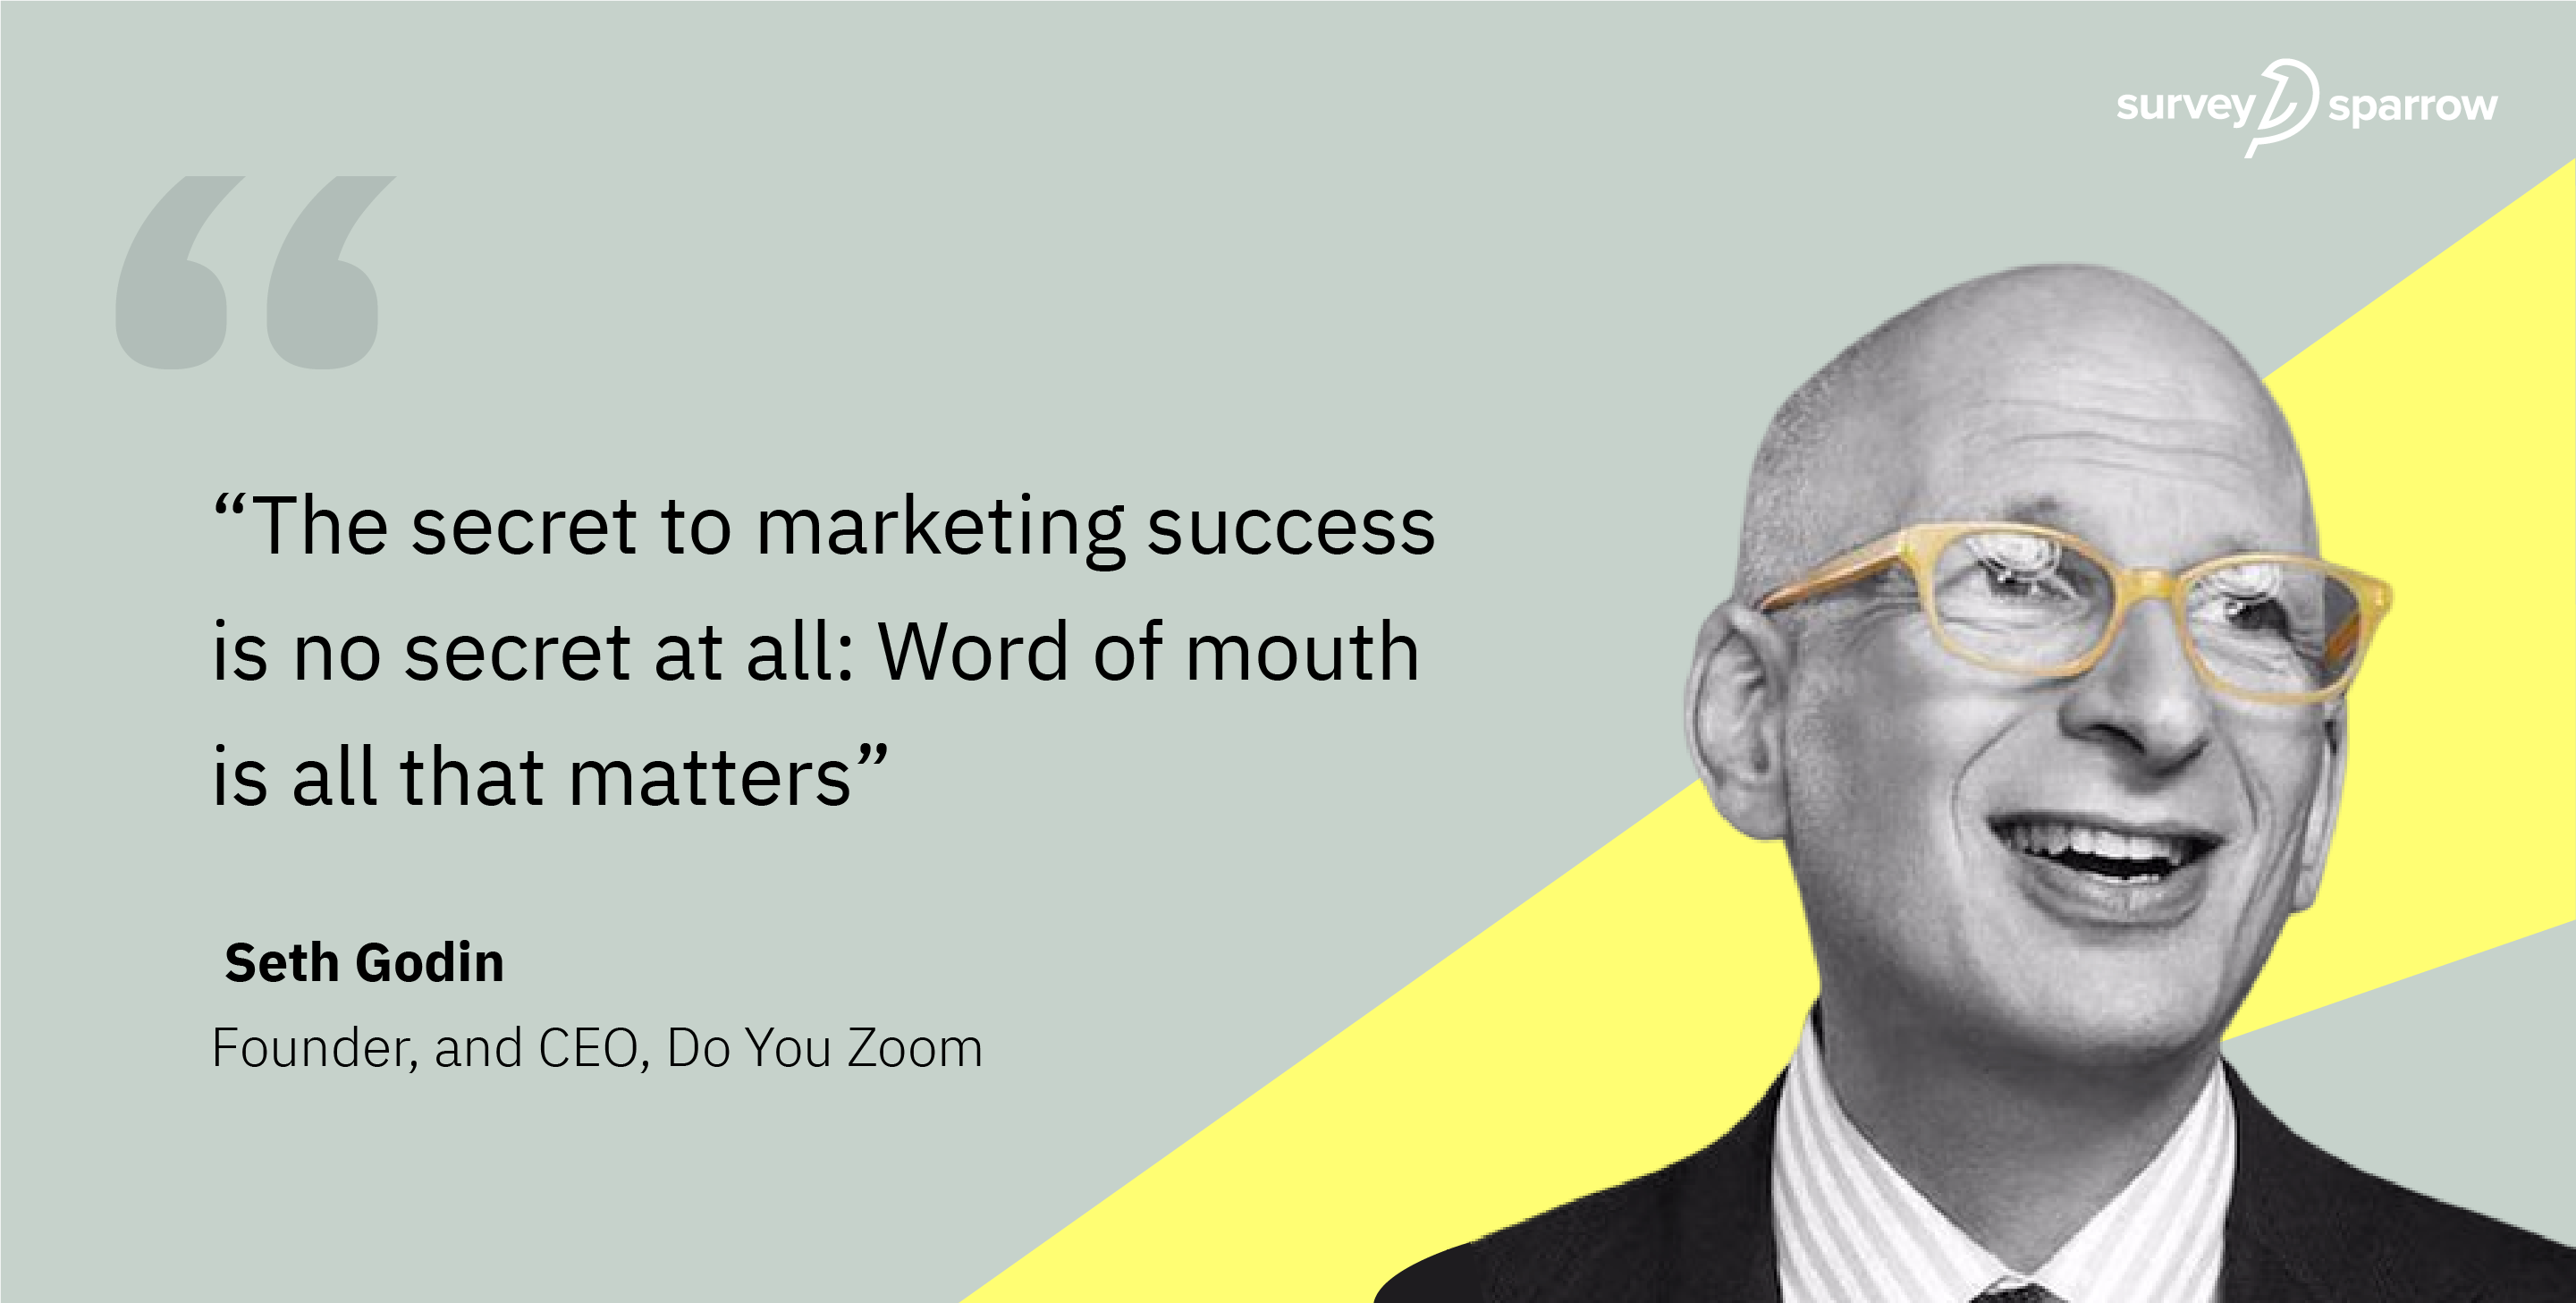 survey sparrow
“The secret to marketing success
is no secret at all: Word of mouth
is all that matters”
Seth Godin
Founder, and CEO, Do You Zoom